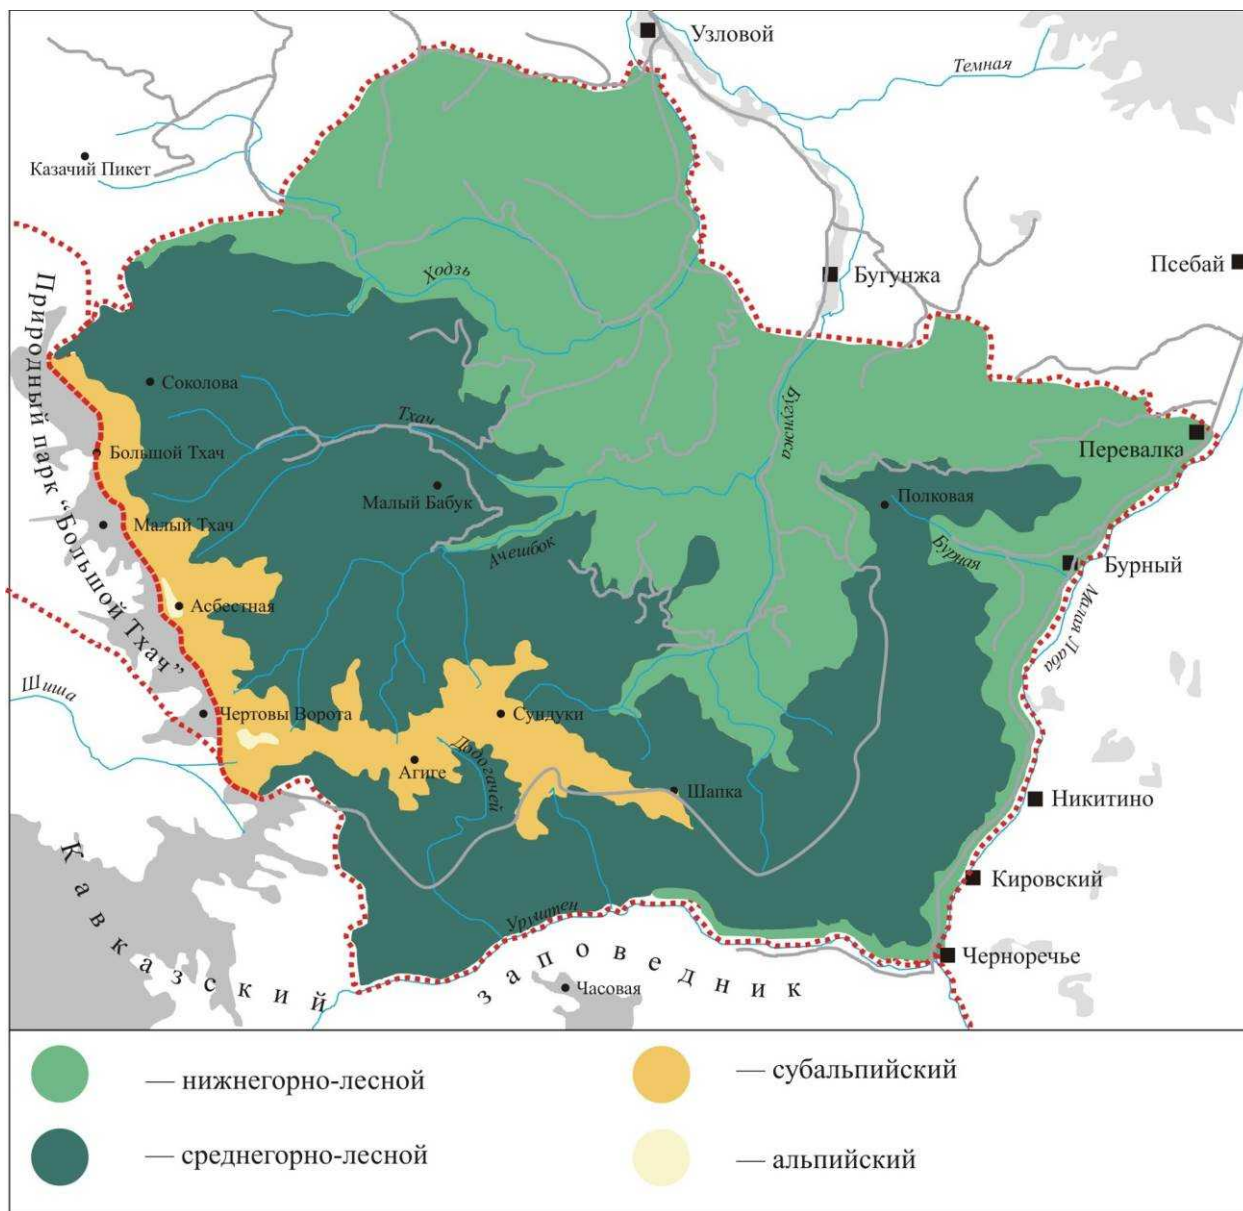 Узловой
Темная
Казачий Пикет
Псебай
Бугунжа
Ходзь
Природный парк “Большой Тхач”
Соколова
Тхач
Бугунжа
Большой Тхач
Перевалка
Малый Бабук
Полковая
Малый Тхач
Ачешбок
Бурная
Бурный
Асбестная
Малая Лаба
Шиша
Чертовы Ворота
Сундуки
Дзогачей
Агиге
Шапка
Никитино
Кировский
Уруштен
Черноречье
Часовая
Кавказский заповедник
— нижнегорно-лесной
— субальпийский
— среднегорно-лесной
— альпийский